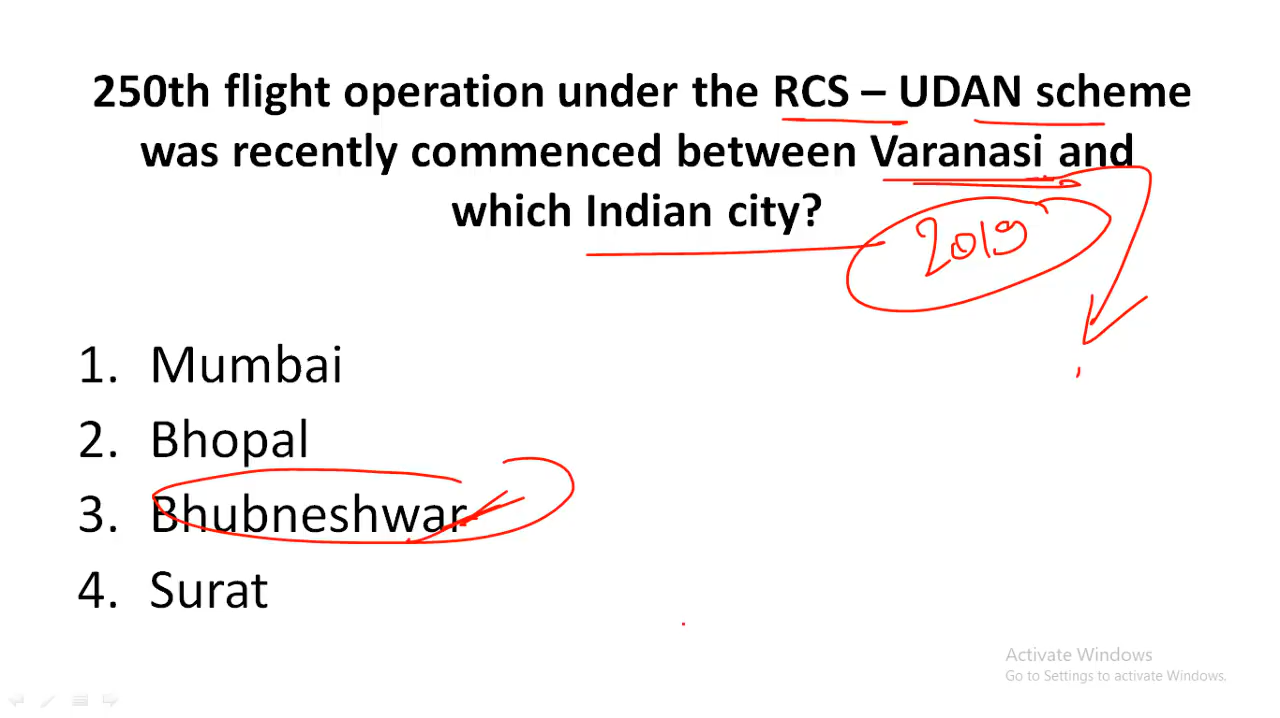 250th flight operation under the RCS – UDAN scheme
was recently commenced between Varanasi and
which Indian city?
2019
1. Mumbai
2. Bhopal
3. Bhubneshwar
4. Surat
Activate Windows
Go to Settings to activate Windows.